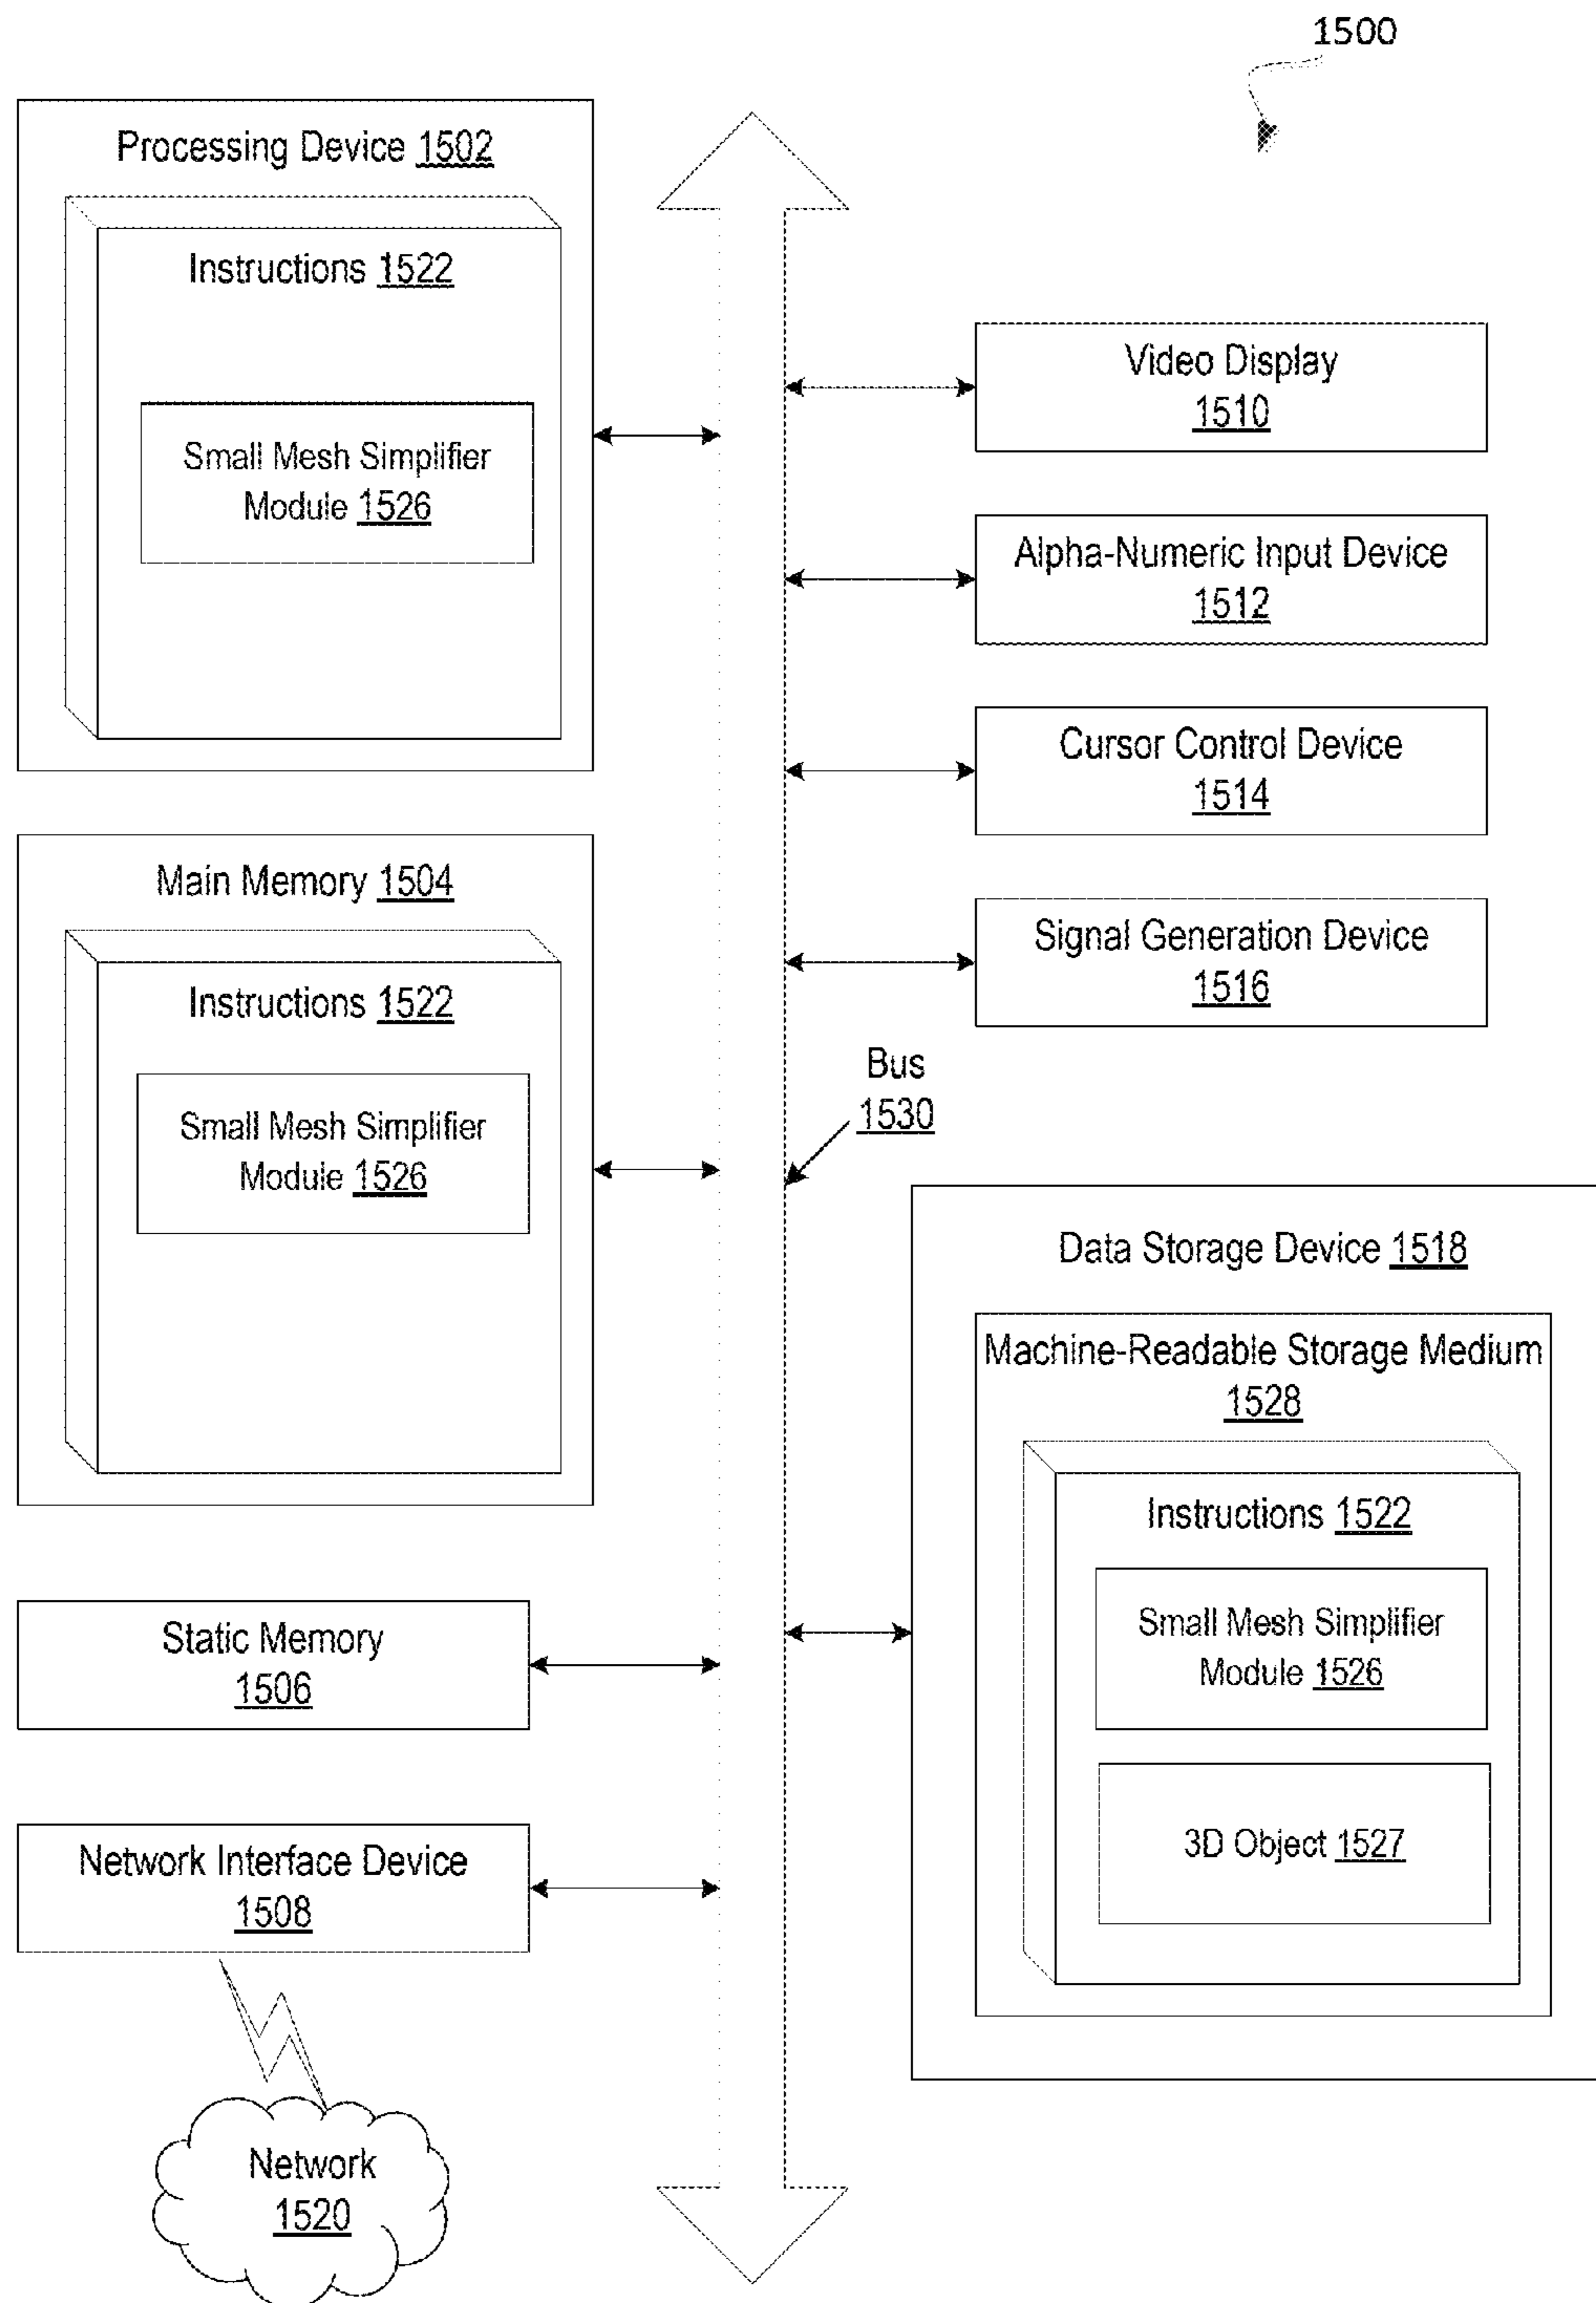 1500
Processing Device 1502
Instructions 1522
Small Mesh Simplifier
Module 1526
Main Memory 1504
Instructions 1522
Small Mesh Simplifier
Module 1526
Static Memory
1506
Network Interface Device
1508
Network
1520
Video Display
1510
Alpha-Numeric Input Device
1512
Cursor Control Device
1514
Signal Generation Device
1516
Bus
1530
Data Storage Device 1518
Machine-Readable Storage Medium
1528
Instructions 1522
Small Mesh Simplifier
Module 1526
3D Object 1527